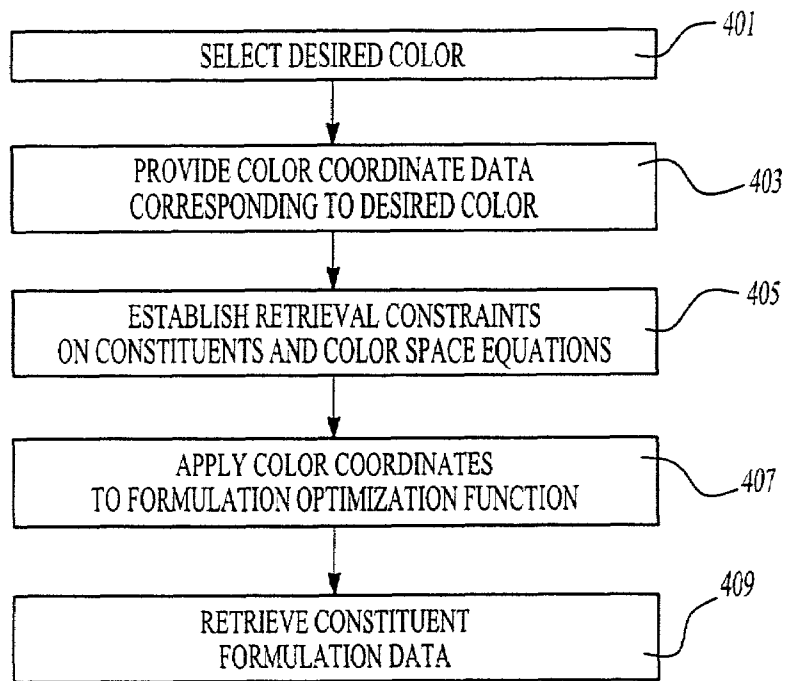 401
SELECT DESIRED COLOR
PROVIDE COLOR COORDINATE DATA
CORRESPONDING TO DESIRED COLOR
403
ESTABLISH RETRIEVAL CONSTRAINTS
ON CONSTITUENTS AND COLOR SPACE EQUATIONS
405
APPLY COLOR COORDINATES
TO FORMULATION OPTIMIZATION FUNCTION
407
RETRIEVE CONSTITUENT
FORMULATION DATA
409